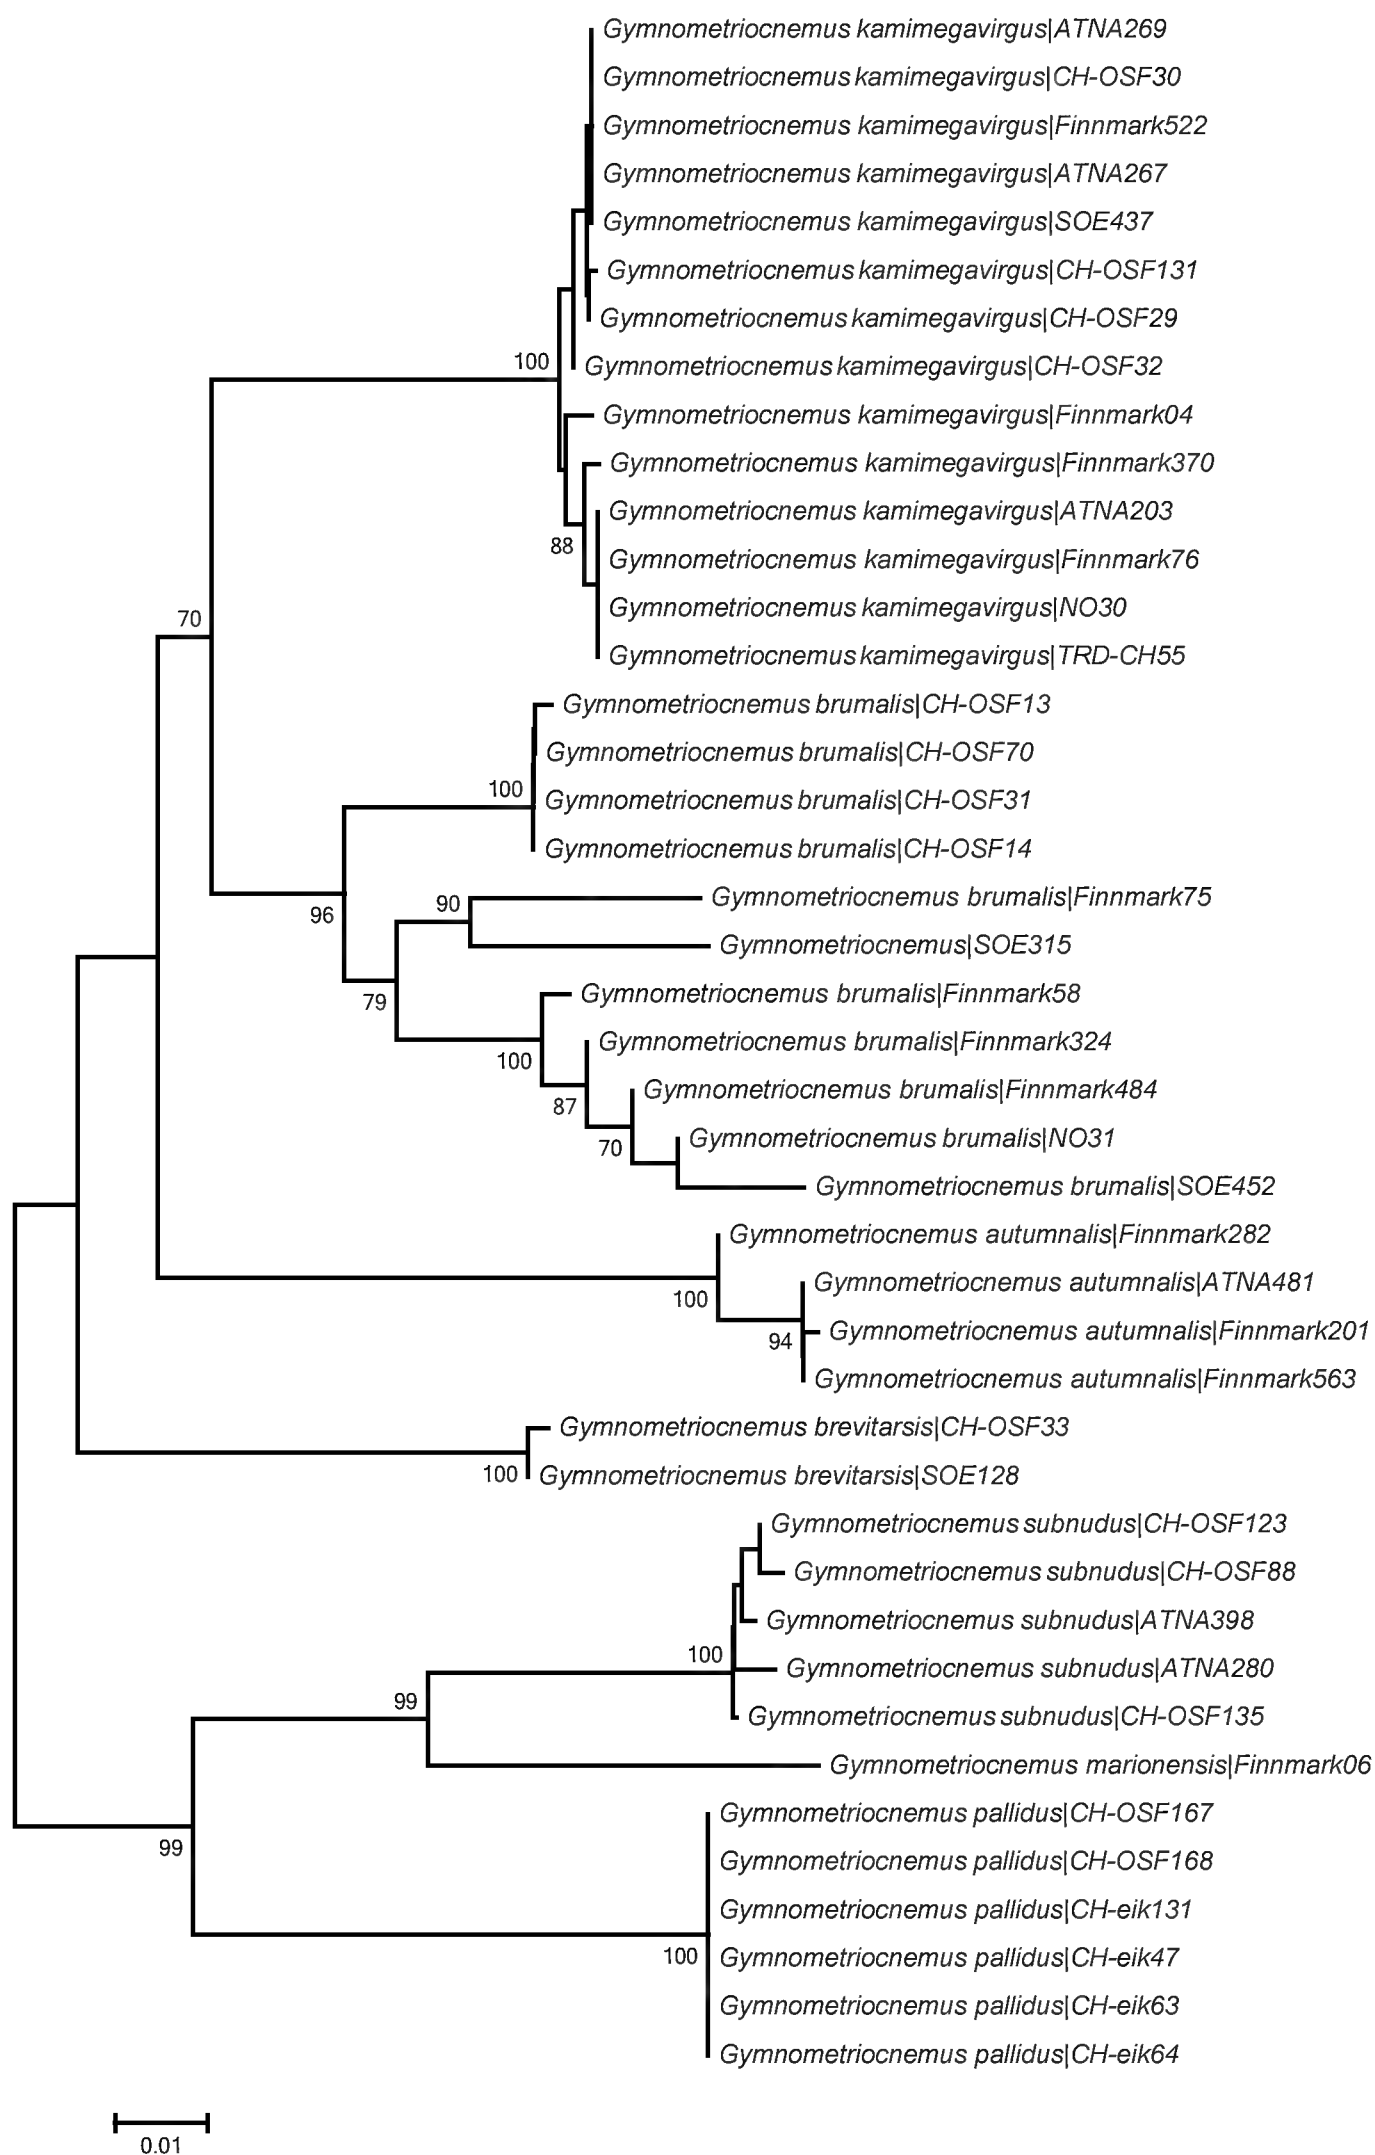 Gymnometriocnemus kamimegavirgus|ATNA269
Gymnometriocnemus kamimegavirgus|CH-OSF30
Gymnometriocnemus kamimegavirgus|Finnmark522
Gymnometriocnemus kamimegavirgus|ATNA267
Gymnometriocnemus kamimegavirgus|SOE437
Gymnometriocnemus kamimegavirgus|CH-OSF131
Gymnometriocnemus kamimegavirgus|CH-OSF29
100
Gymnometriocnemus kamimegavirgus|CH-OSF32
Gymnometriocnemus kamimegavirgus|Finnmark04
Gymnometriocnemus kamimegavirgus|Finnmark370
Gymnometriocnemus kamimegavirgus|ATNA203
88
Gymnometriocnemus kamimegavirgus|Finnmark76
Gymnometriocnemus kamimegavirgus|NO30
70
Gymnometriocnemus kamimegavirgus|TRD-CH55
Gymnometriocnemus brumalis|CH-OSF13
Gymnometriocnemus brumalis|CH-OSF70
100
Gymnometriocnemus brumalis|CH-OSF31
Gymnometriocnemus brumalis|CH-OSF14
Gymnometriocnemus brumalis|Finnmark75
90
96
Gymnometriocnemus|SOE315
Gymnometriocnemus brumalis|Finnmark58
79
Gymnometriocnemus brumalis|Finnmark324
100
Gymnometriocnemus brumalis|Finnmark484
87
Gymnometriocnemus brumalis|NO31
70
Gymnometriocnemus brumalis|SOE452
Gymnometriocnemus autumnalis|Finnmark282
Gymnometriocnemus autumnalis|ATNA481
100
Gymnometriocnemus autumnalis|Finnmark201
94
Gymnometriocnemus autumnalis|Finnmark563
Gymnometriocnemus brevitarsis|CH-OSF33
100
Gymnometriocnemus brevitarsis|SOE128
Gymnometriocnemus subnudus|CH-OSF123
Gymnometriocnemus subnudus|CH-OSF88
Gymnometriocnemus subnudus|ATNA398
100
Gymnometriocnemus subnudus|ATNA280
99
Gymnometriocnemus subnudus|CH-OSF135
Gymnometriocnemus marionensis|Finnmark06
Gymnometriocnemus pallidus|CH-OSF167
99
Gymnometriocnemus pallidus|CH-OSF168
Gymnometriocnemus pallidus|CH-eik131
100
Gymnometriocnemus pallidus|CH-eik47
Gymnometriocnemus pallidus|CH-eik63
Gymnometriocnemus pallidus|CH-eik64
0.01